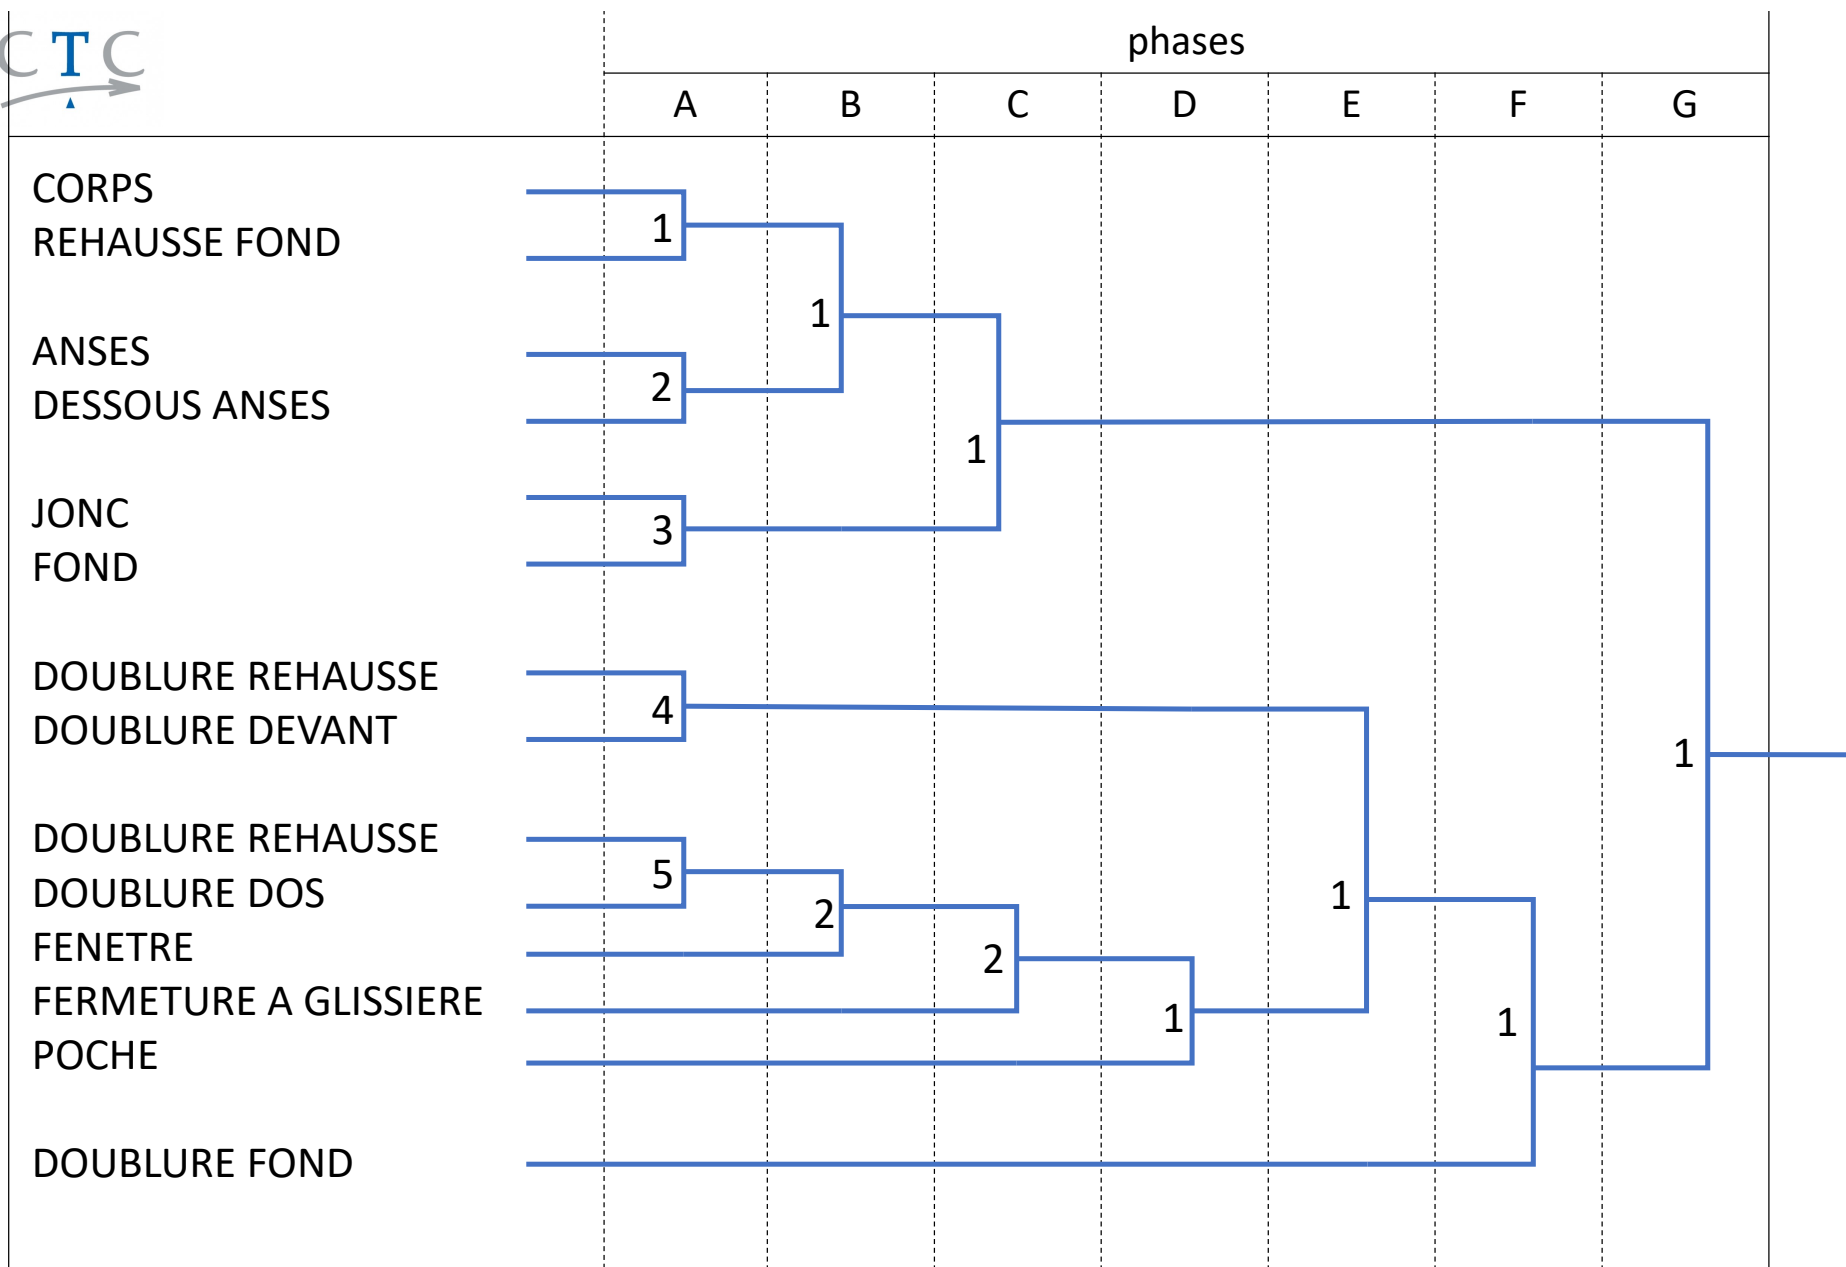 CTC
phases
A B C D E F G
CORPS
1
REHAUSSE FOND
1
ANSES
2
DESSOUS ANSES
1
JONC
3
FOND
DOUBLURE REHAUSSE
4
DOUBLURE DEVANT
1
DOUBLURE REHAUSSE
5
DOUBLURE DOS
1
2
FENETRE
2
FERMETURE A GLISSIERE
1
1
POCHE
DOUBLURE FOND